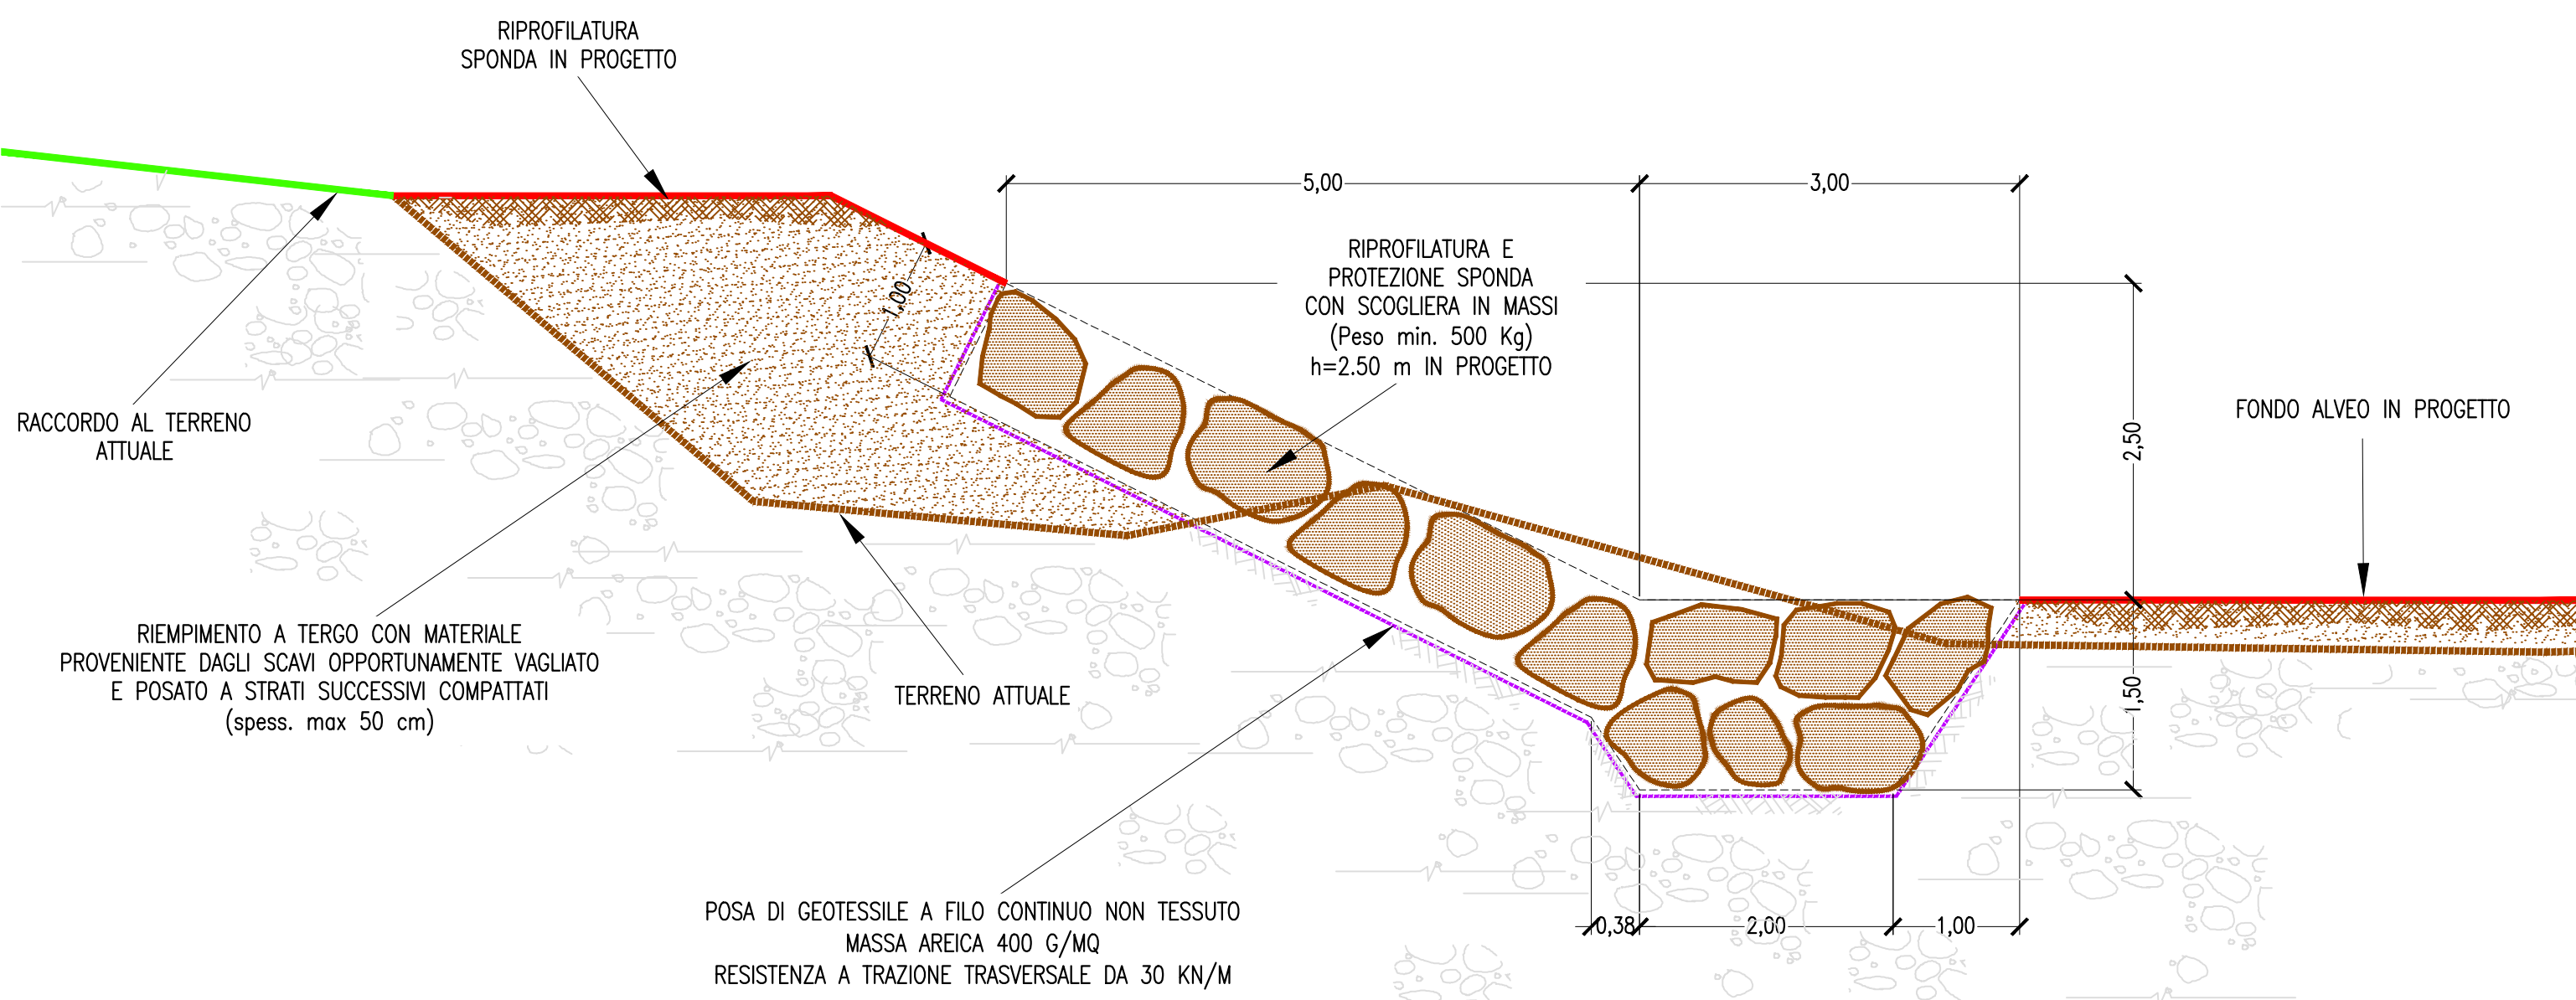 RIPROFILATURA
SPONDA IN PROGETTO
5,00
3,00
RIPROFILATURA E
PROTEZIONE SPONDA
CON SCOGLIERA IN MASSI
(Peso min. 500 Kg)
h=2.50 m IN PROGETTO
1,00
RACCORDO AL TERRENO
ATTUALE
FONDO ALVEO IN PROGETTO
2,50
RIEMPIMENTO A TERGO CON MATERIALE
PROVENIENTE DAGLI SCAVI OPPORTUNAMENTE VAGLIATO
E POSATO A STRATI SUCCESSIVI COMPATTATI
(spess. max 50 cm)
TERRENO ATTUALE
1,50
POSA DI GEOTESSILE A FILO CONTINUO NON TESSUTO
MASSA AREICA 400 G/MQ
RESISTENZA A TRAZIONE TRASVERSALE DA 30 KN/M
0,38
2,00
1,00